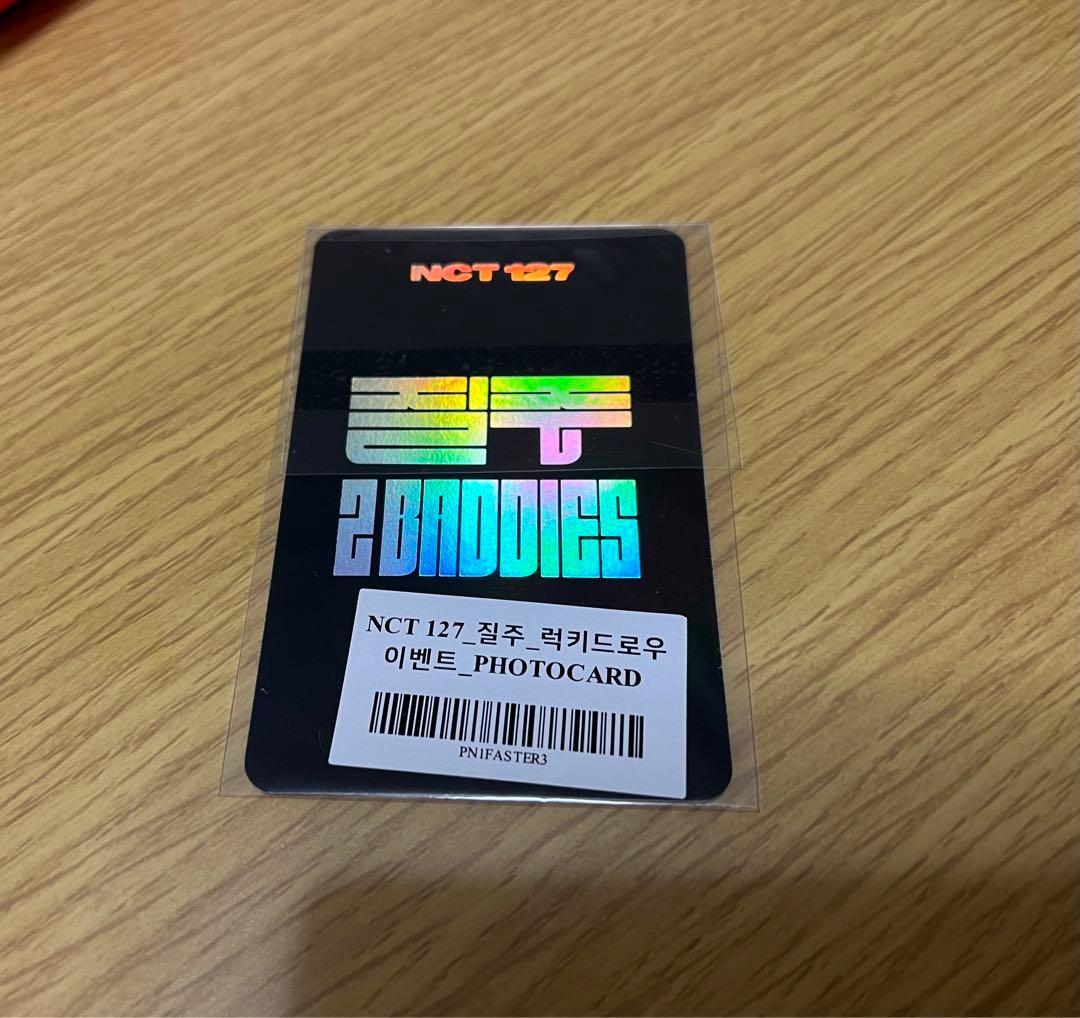 NCT 127
질주
2 BADDIES
NCT 127_질주_럭키드로우
이벤트_PHOTOCARD
PN1FASTER3